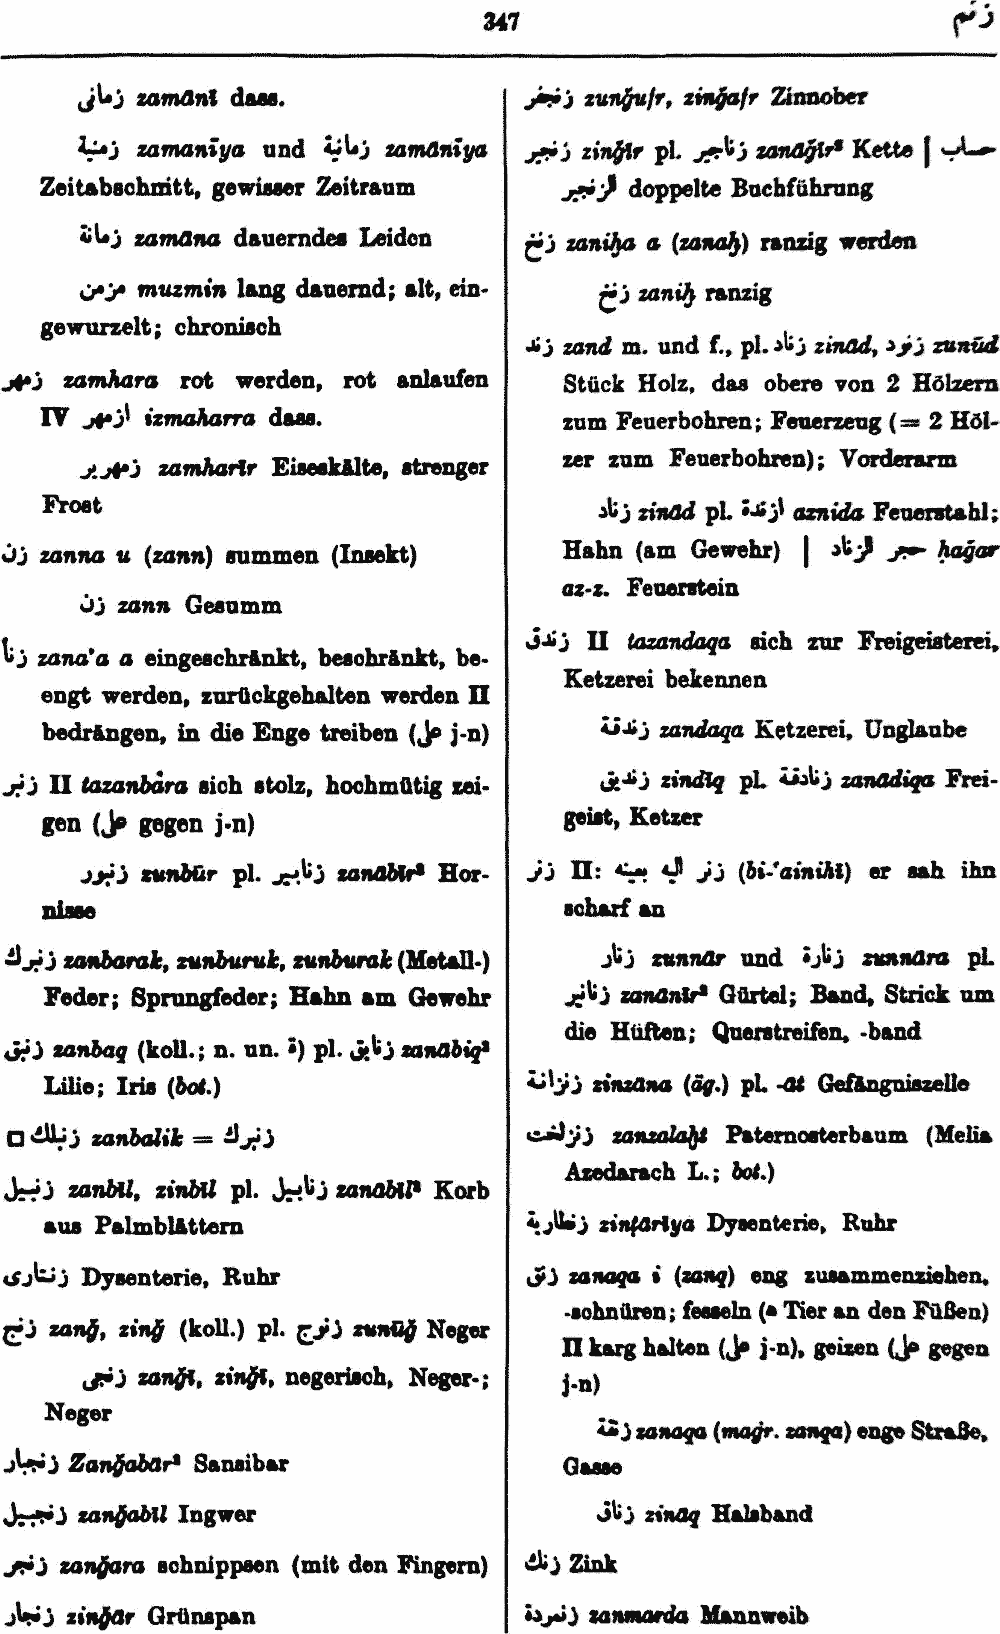 347
زنم
زمانى zamānī dass.
زمنية zamanīya und زمانية zamānīya
Zeitabschnitt, gewisser Zeitraum
زمانة zamāna dauerndes Leiden
مزمن muzmin lang dauernd; alt, ein-
gewurzelt; chronisch
زمهر zamhara rot werden, rot anlaufen
IV ازمهر izmaharra dass.
زمهرير zamharīr Eiseskälte, strenger
Frost
زن zanna u (zann) summen (Insekt)
زن zann Gesumm
زنأ zana'a a eingeschränkt, beschränkt, be-
engt werden, zurückgehalten werden II
bedrängen, in die Enge treiben (على j-n)
زنبر II tazanbara sich stolz, hochmütig zei-
gen (على gegen j-n)
زنبور zunbūr pl. زنابير zanābīr² Hor-
nisse
زنبرك zanbarak, zunburuk, zunburak (Metall-)
Feder; Sprungfeder; Hahn am Gewehr
زنبق zanbaq (koll.; n. un. ة) pl. زنابق zanābiq²
Lilie; Iris (bot.)
□ زنبلك zanbalik = زنبرك
زنبيل zanbīl, zinbīl pl. زنابيل zanābīl² Korb
aus Palmblättern
زنتارى Dysenterie, Ruhr
زنج zanǧ, zinǧ (koll.) pl. زنوج zunūǧ Neger
زنجى zanǧī, zinǧī, negerisch, Neger-;
Neger
زنجبار Zanǧabār² Sansibar
زنجبيل zanǧabīl Ingwer
زنجر zanǧara schnippsen (mit den Fingern)
زنجار zinǧār Grünspan
زنجفر zunǧufr, zinǧafr Zinnober
زنجير zinǧīr pl. زناجير zanāǧīr² Kette | حساب
الزنجير doppelte Buchführung
زنخ zaniḫa a (zanaḫ) ranzig werden
زنخ zaniḫ ranzig
زند zand m. und f., pl. زناد zinād, زنود zunūd
Stück Holz, das obere von 2 Hölzern
zum Feuerbohren; Feuerzeug (= 2 Höl-
zer zum Feuerbohren); Vorderarm
زناد zinād pl. ازندة aznida Feuerstahl;
Hahn (am Gewehr) | حجر الزناد ḥaǧar
az-z. Feuerstein
زندق II tazandaqa sich zur Freigeisterei,
Ketzerei bekennen
زندقة zandaqa Ketzerei, Unglaube
زنديق zindīq pl. زنادقة zanādiqa Frei-
geist, Ketzer
زنر II: زنر اليه بعينه (bi-'ainihī) er sah ihn
scharf an
زنار zunnār und زنارة zunnāra pl.
زنانير zanānīr² Gürtel; Band, Strick um
die Hüften; Querstreifen, -band
زنزانة zinzāna (äg.) pl. -āt Gefängniszelle
زنزلخت zanzalaḫt Paternosterbaum (Melia
Azedarach L.; bot.)
زنطارية zinṭārīya Dysenterie, Ruhr
زنق zanaqa i (zanq) eng zusammenziehen,
-schnüren; fesseln (ه Tier an den Füßen)
II karg halten (على j-n), geizen (على gegen
j-n)
زنقة zanaqa (maǧr. zanqa) enge Straße,
Gasse
زناق zināq Halsband
زنك Zink
زنمردة zanmarda Mannweib